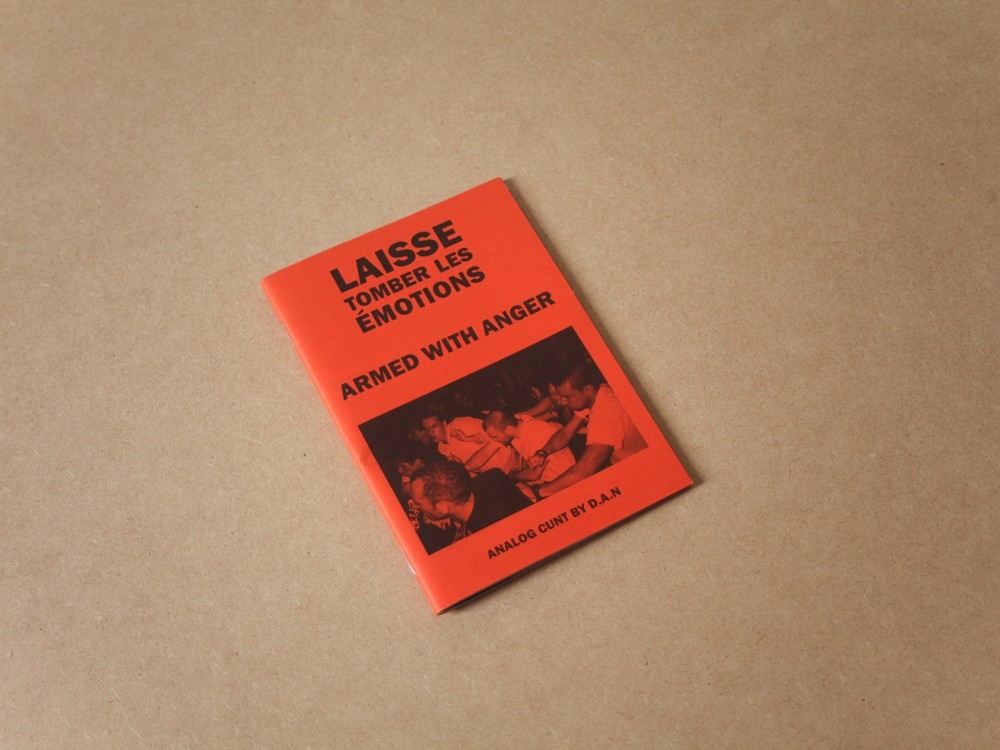 LAISSE
TOMBER LES
ÉMOTIONS
ARMED WITH ANGER
ANALOG CUNT BY D.A.N